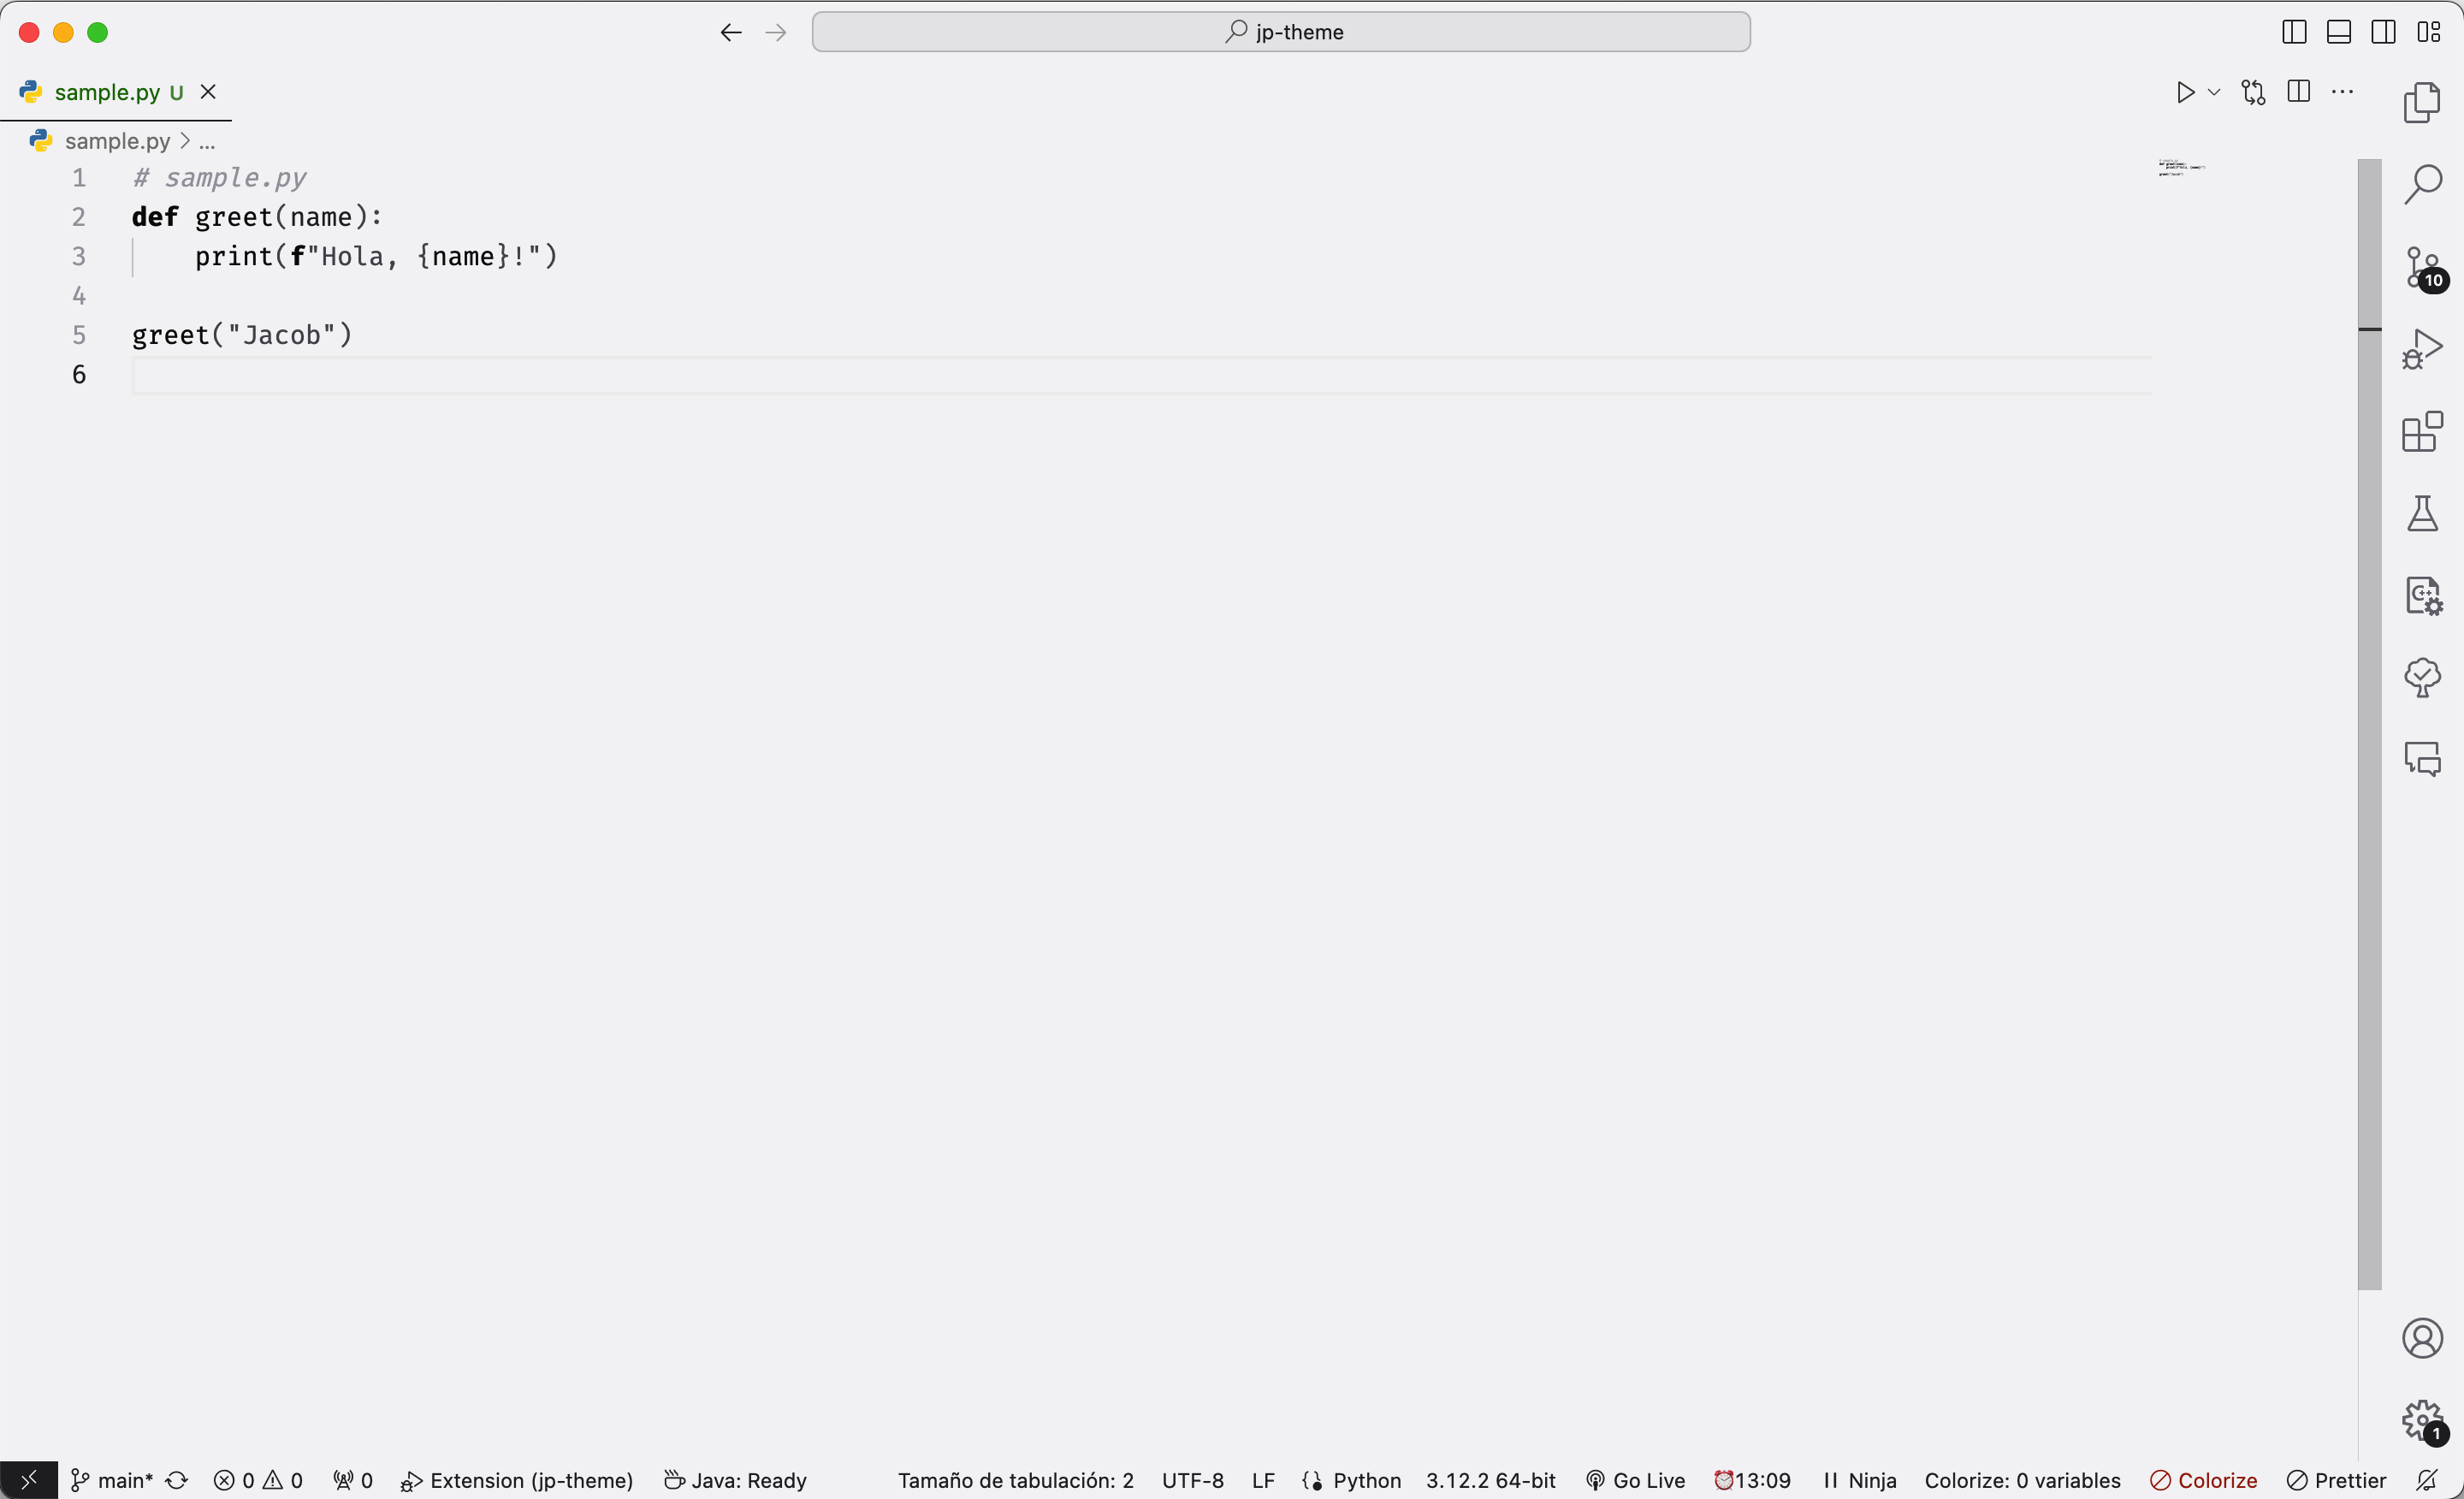 jp-theme
sample.py U
sample.py > ...
1 # sample.py
2 def greet(name):
3 print(f"Hola, {name}!")
4
5 greet("Jacob")
6
10
1
main* 0 0 0 Extension (jp-theme) Java: Ready Tamaño de tabulación: 2 UTF-8 LF Python 3.12.2 64-bit Go Live 13:09 Ninja Colorize: 0 variables Colorize Prettier